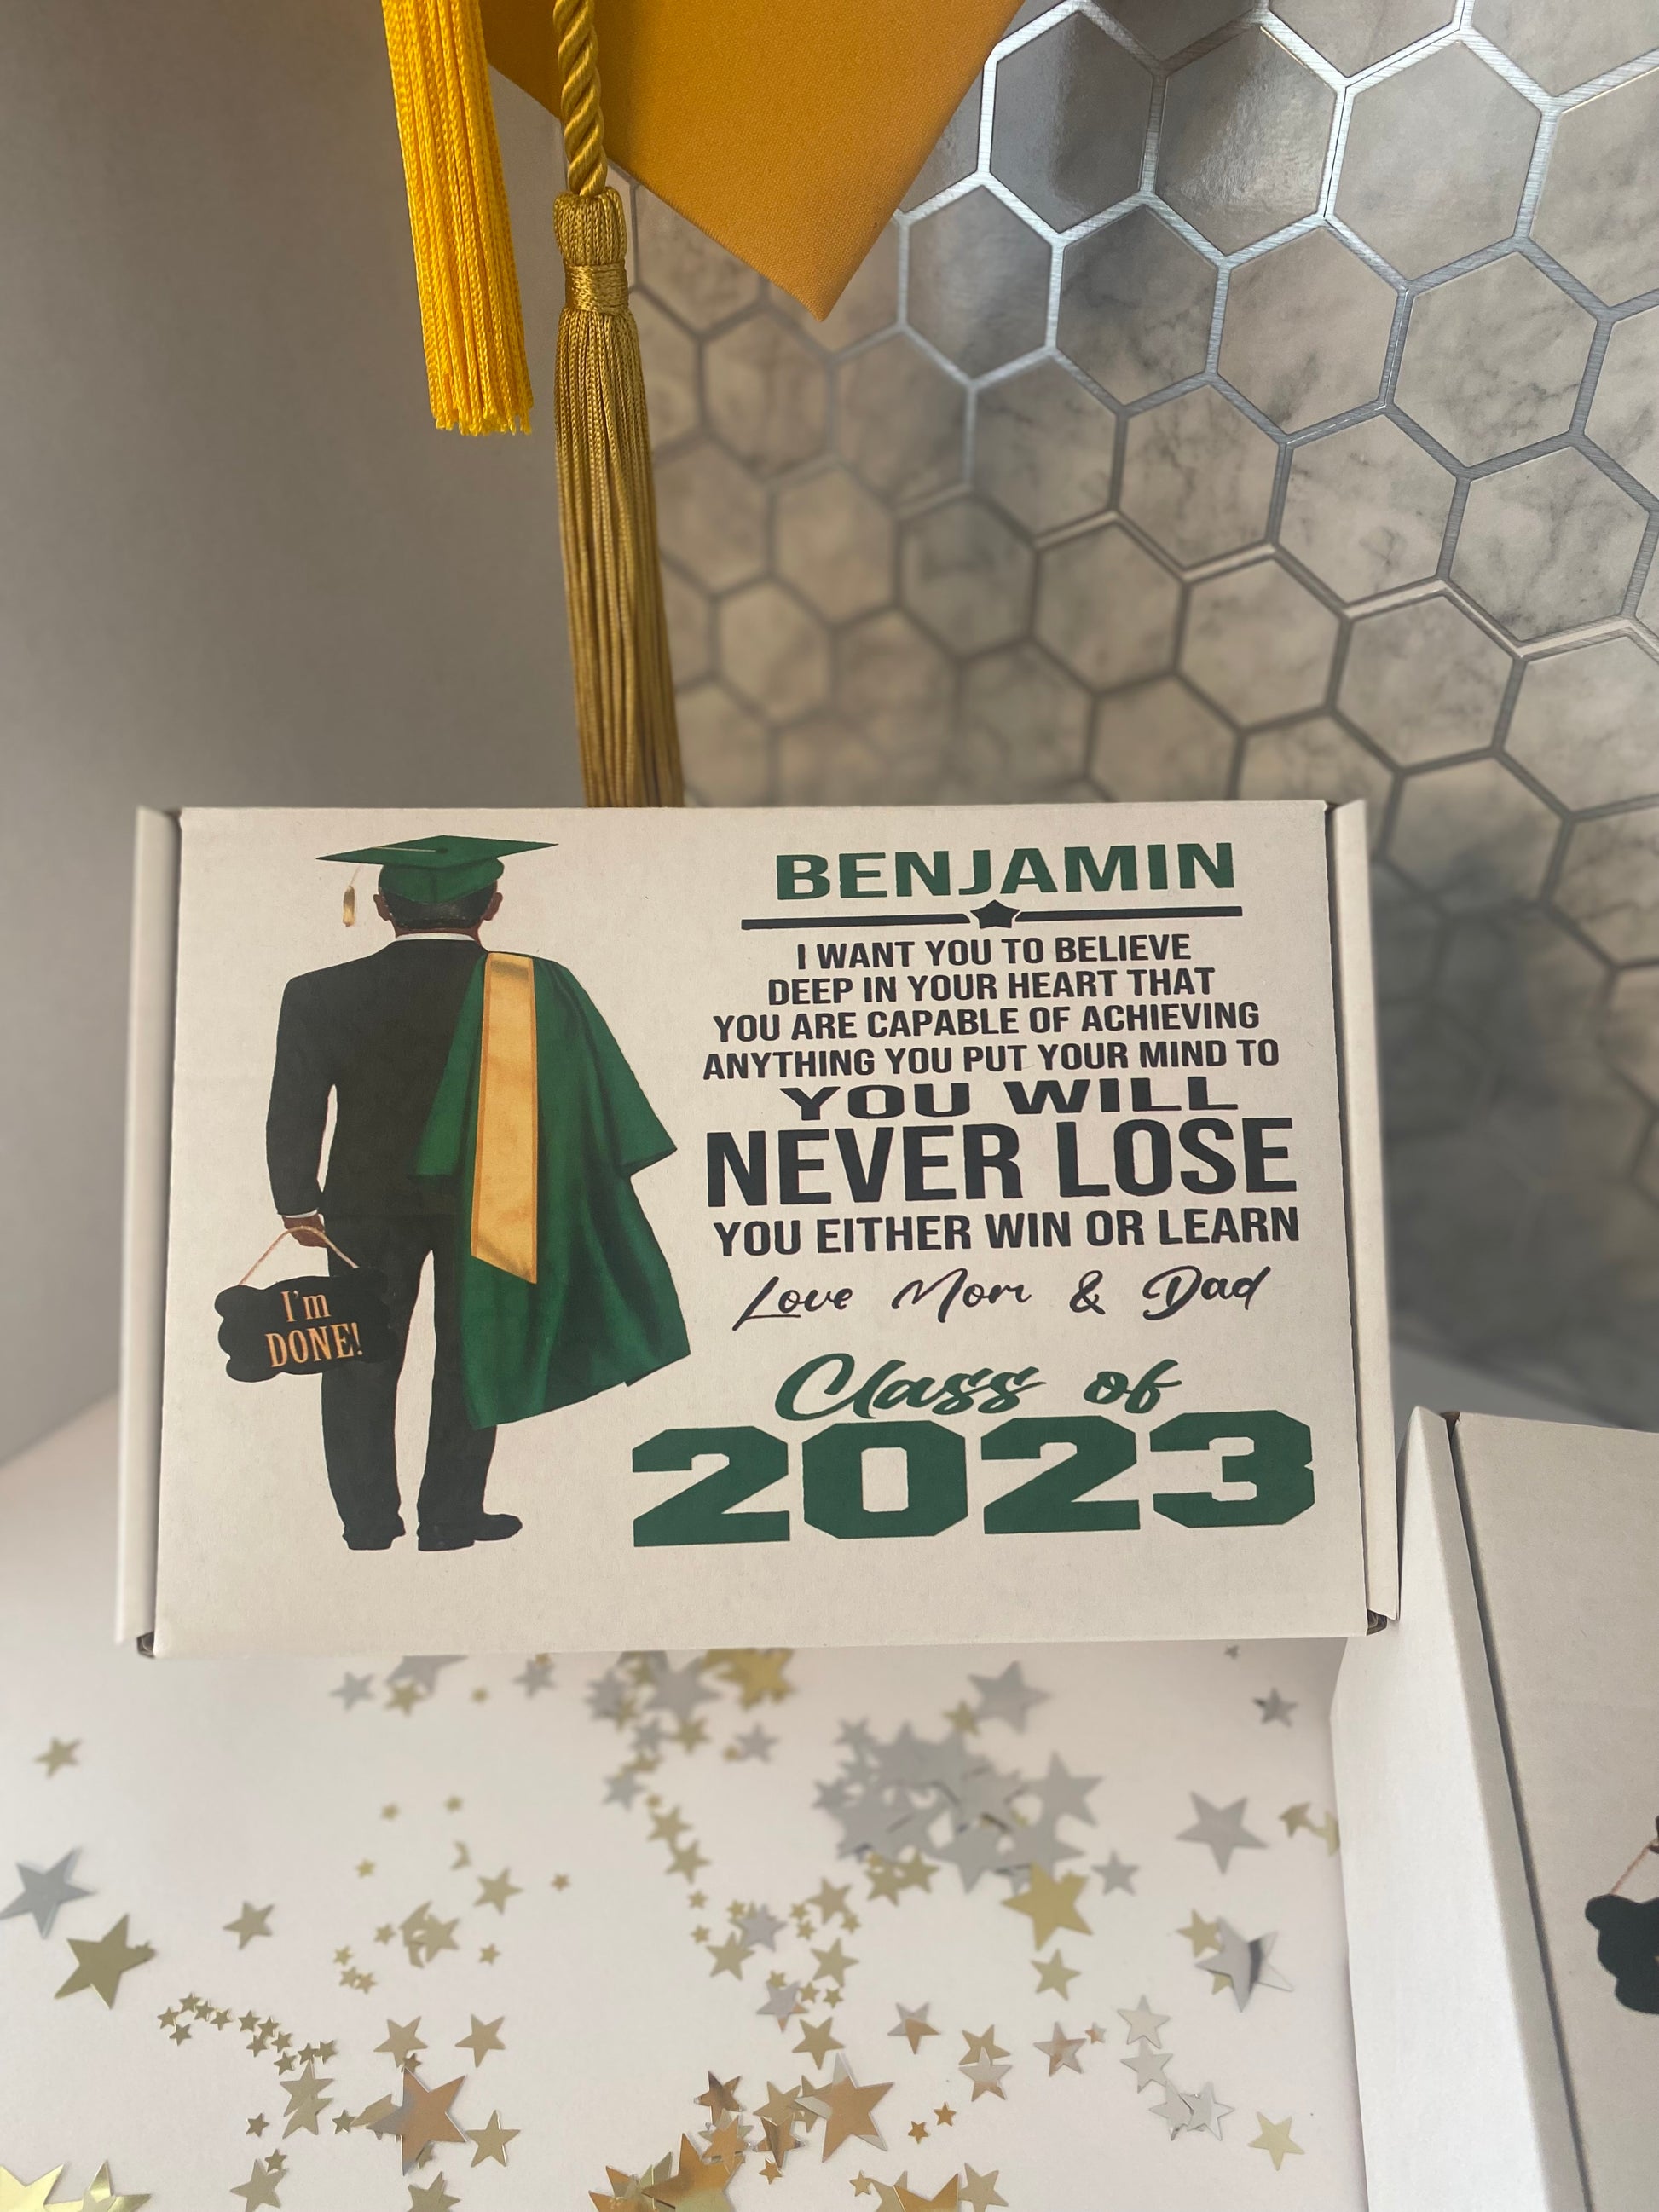 BENJAMIN
I WANT YOU TO BELIEVE
DEEP IN YOUR HEART THAT
YOU ARE CAPABLE OF ACHIEVING
ANYTHING YOU PUT YOUR MIND TO
YOU WILL
NEVER LOSE
YOU EITHER WIN OR LEARN
Love Mom & Dad
Class of
2023
I'm
DONE!